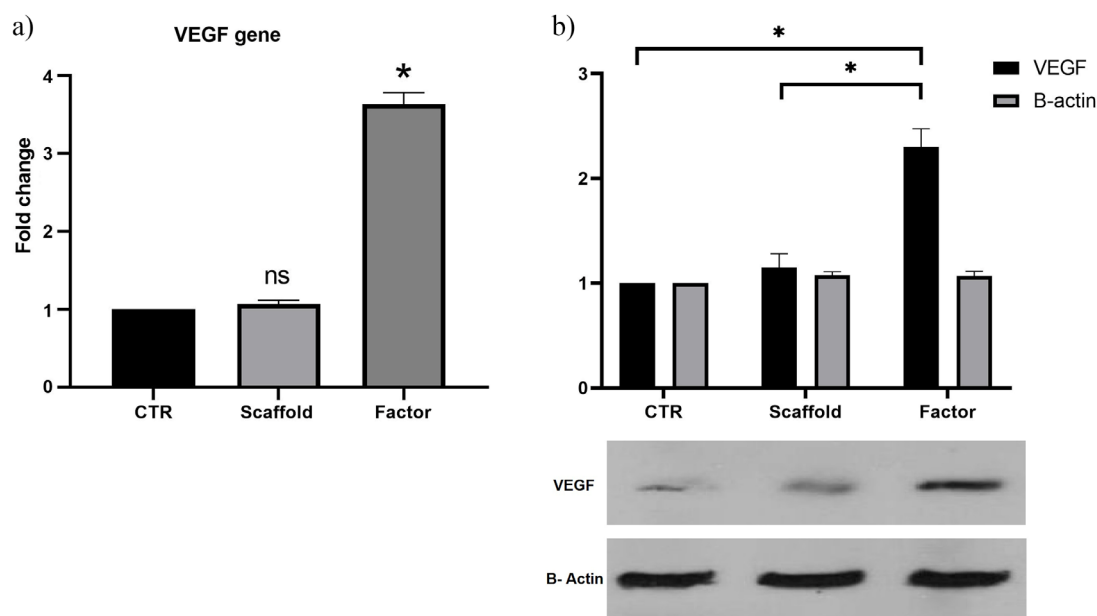 a)
VEGF gene
Fold change
4
3
2
1
0
*
ns
CTR Scaffold Factor
b)
*
*
3
2
1
0
VEGF
B-actin
CTR Scaffold Factor
VEGF
B- Actin